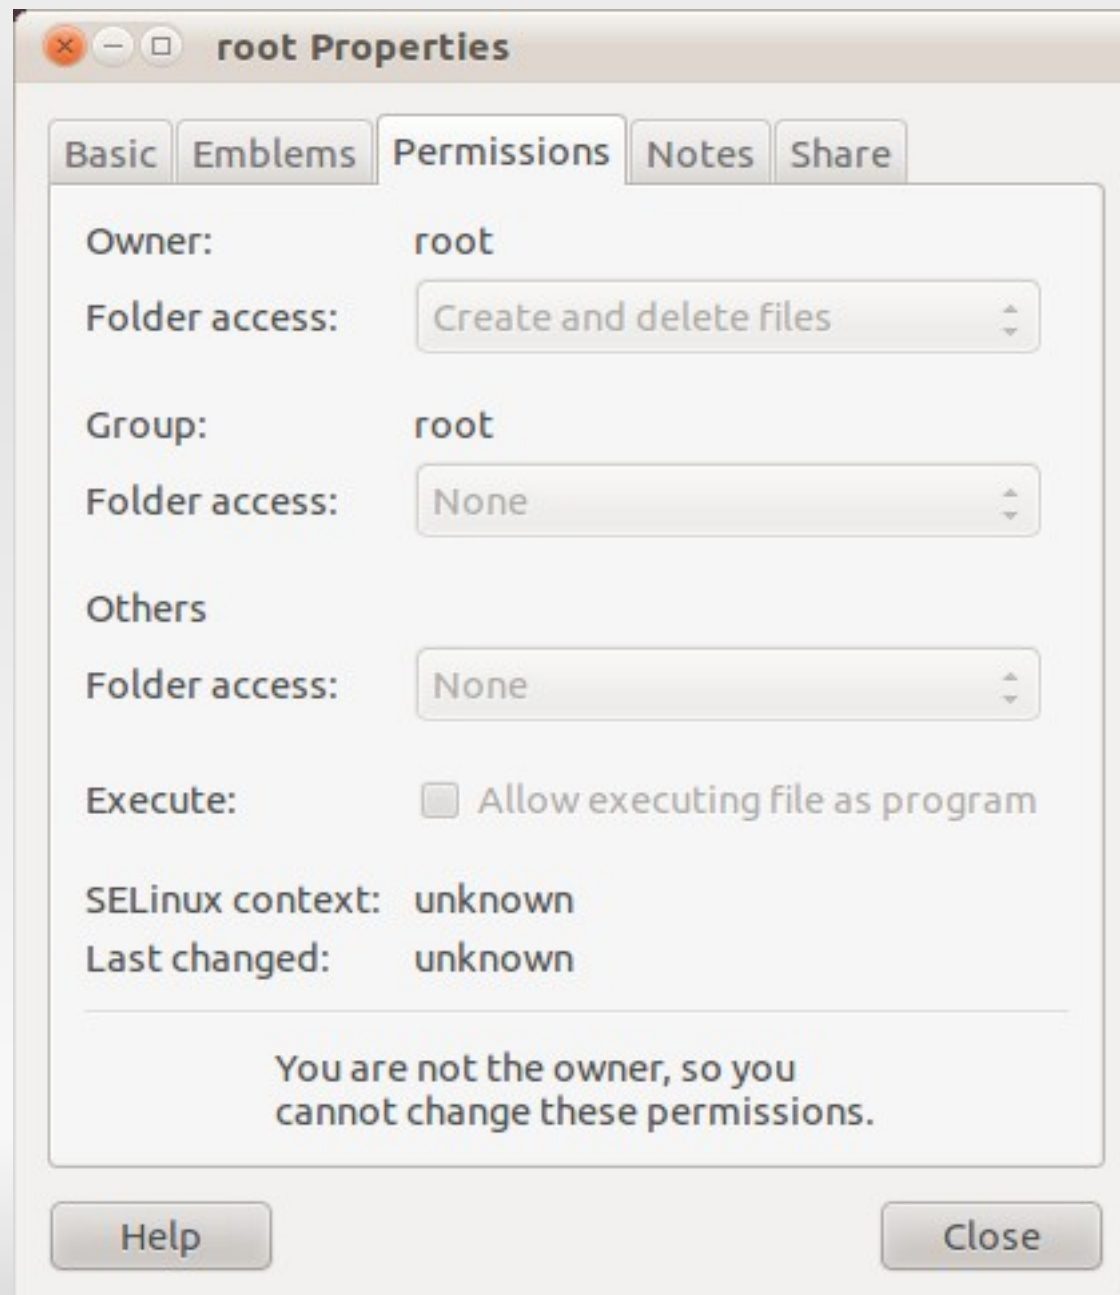 root Properties
Basic Emblems Permissions Notes Share
Owner: root
Folder access: Create and delete files
Group: root
Folder access: None
Others
Folder access: None
Execute: Allow executing file as program
SELinux context: unknown
Last changed: unknown
You are not the owner, so you
cannot change these permissions.
Help Close